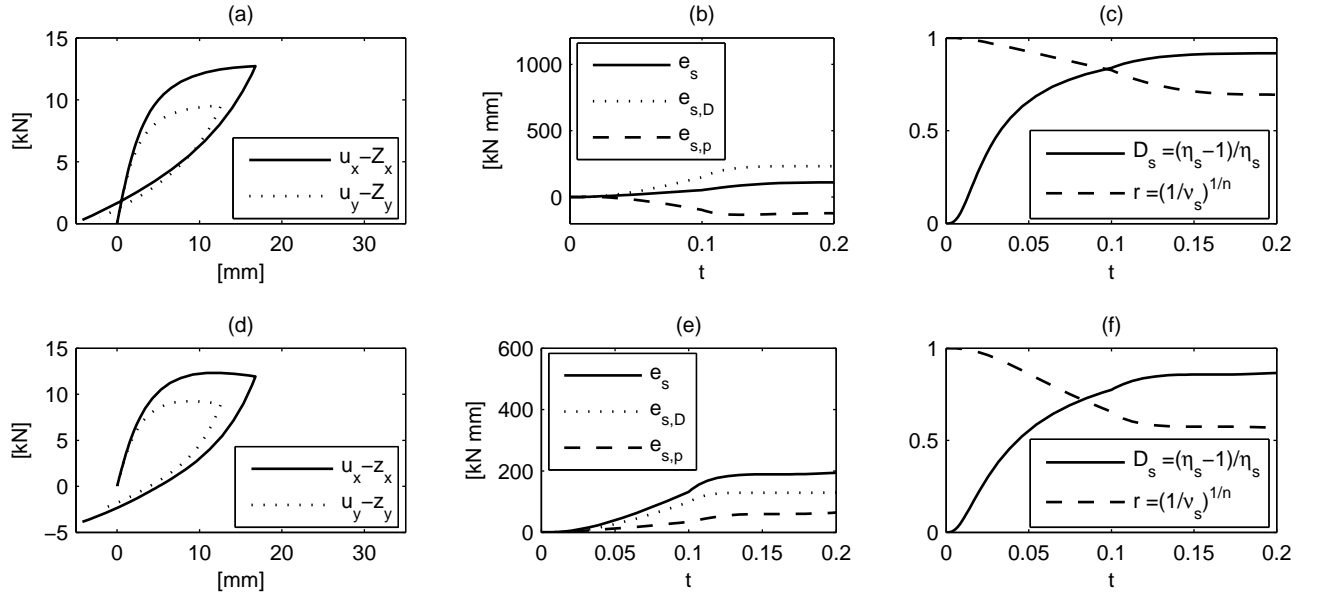 (a)
15
10
5
0
[kN]
0 10 20 30
[mm]
u_x−Z_x
u_y−Z_y
(b)
1000
500
0
[kN mm]
0 0.1 0.2
t
e_s
e_s,D
e_s,p
(c)
1
0.5
0
0 0.05 0.1 0.15 0.2
t
D_s =(η_s−1)/η_s
r =(1/ν_s)^1/n
(d)
15
10
5
0
−5
[kN]
0 10 20 30
[mm]
u_x−z_x
u_y−z_y
(e)
600
400
200
0
[kN mm]
0 0.05 0.1 0.15 0.2
t
e_s
e_s,D
e_s,p
(f)
1
0.5
0
0 0.05 0.1 0.15 0.2
t
D_s =(η_s−1)/η_s
r =(1/ν_s)^1/n